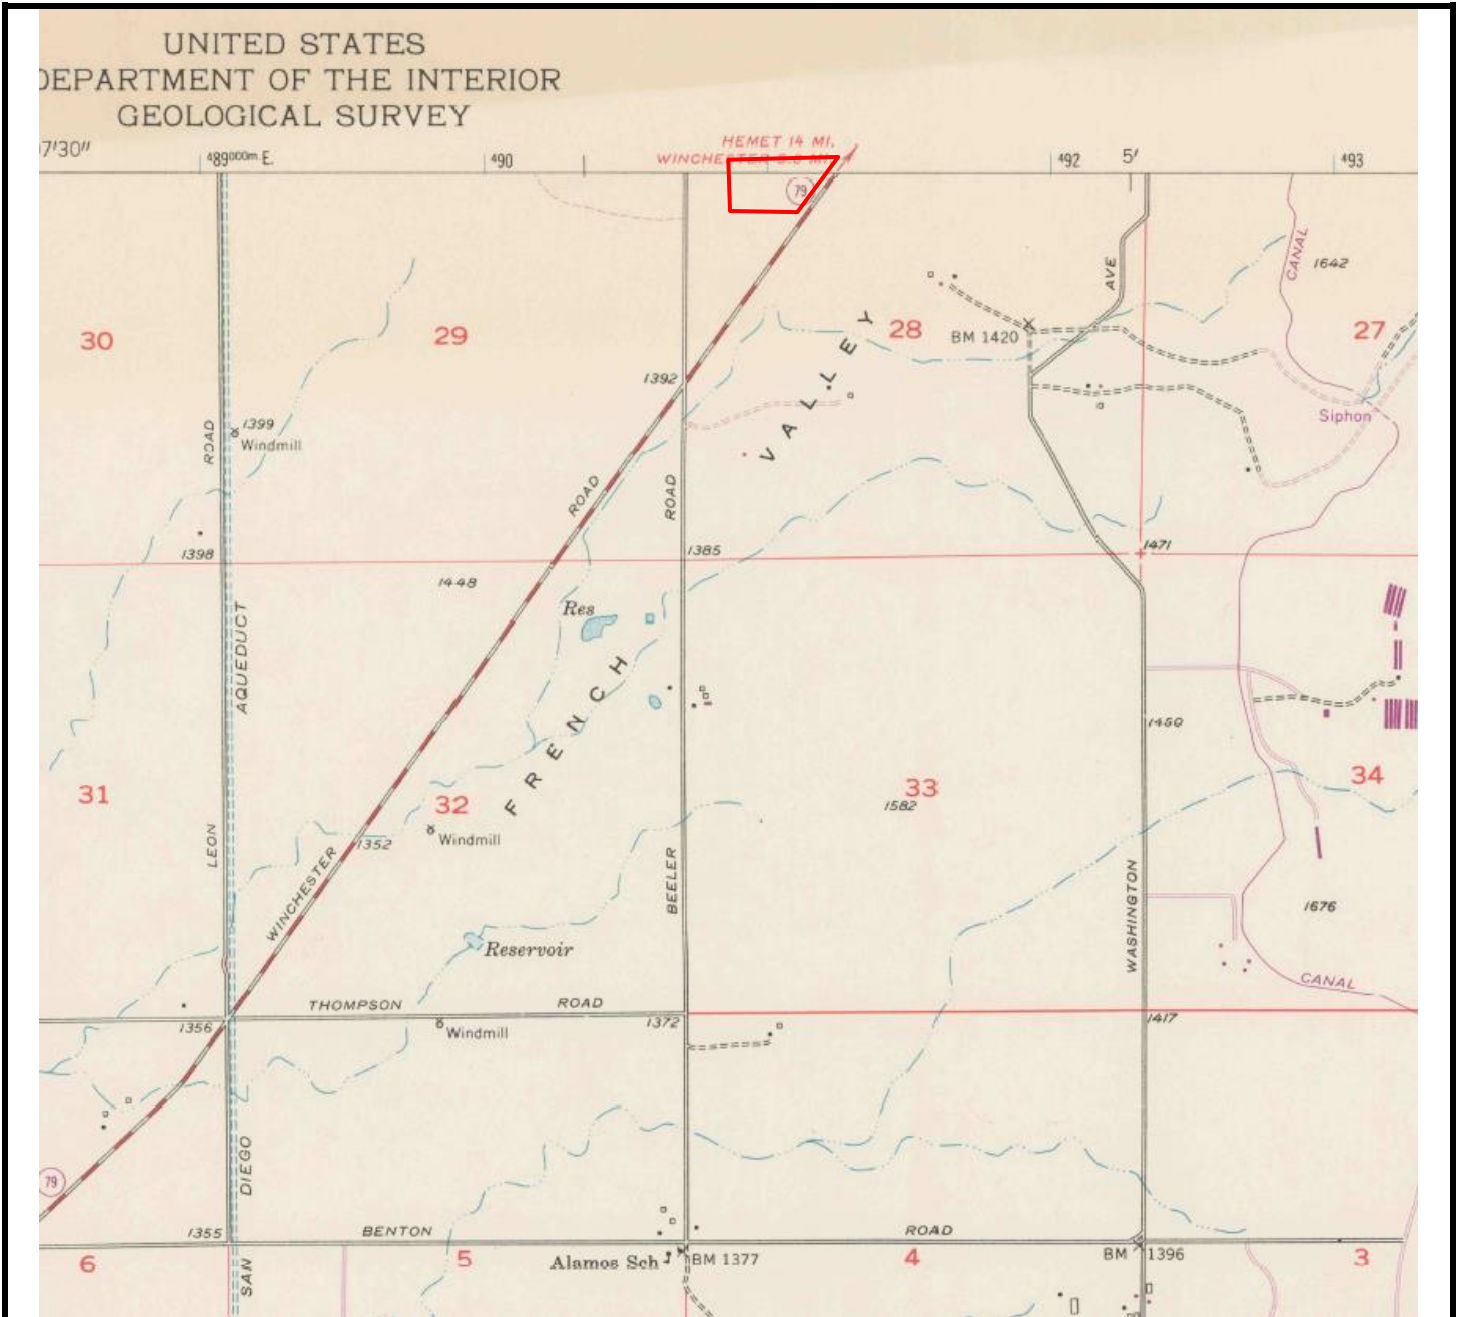 UNITED STATES
DEPARTMENT OF THE INTERIOR
GEOLOGICAL SURVEY
7'30"
489000m.E.
490
HEMET 14 MI.
WINCHESTER MI.
492
5'
493
79
CANAL
1642
AVE
30
29
28
27
BM 1420
1392
VALLEY
ROAD
1399
Windmill
Siphon
ROAD
ROAD
1398
1385
1471
1448
Res
AQUEDUCT
FRENCH
1459
31
32
33
34
1582
LEON
1352
Windmill
WINCHESTER
BEELER
WASHINGTON
1676
Reservoir
CANAL
THOMPSON ROAD
1356
1372
1417
Windmill
DIEGO
79
1355
BENTON
ROAD
6
5
4
3
Alamos Sch
BM 1377
BM 1396
SAN